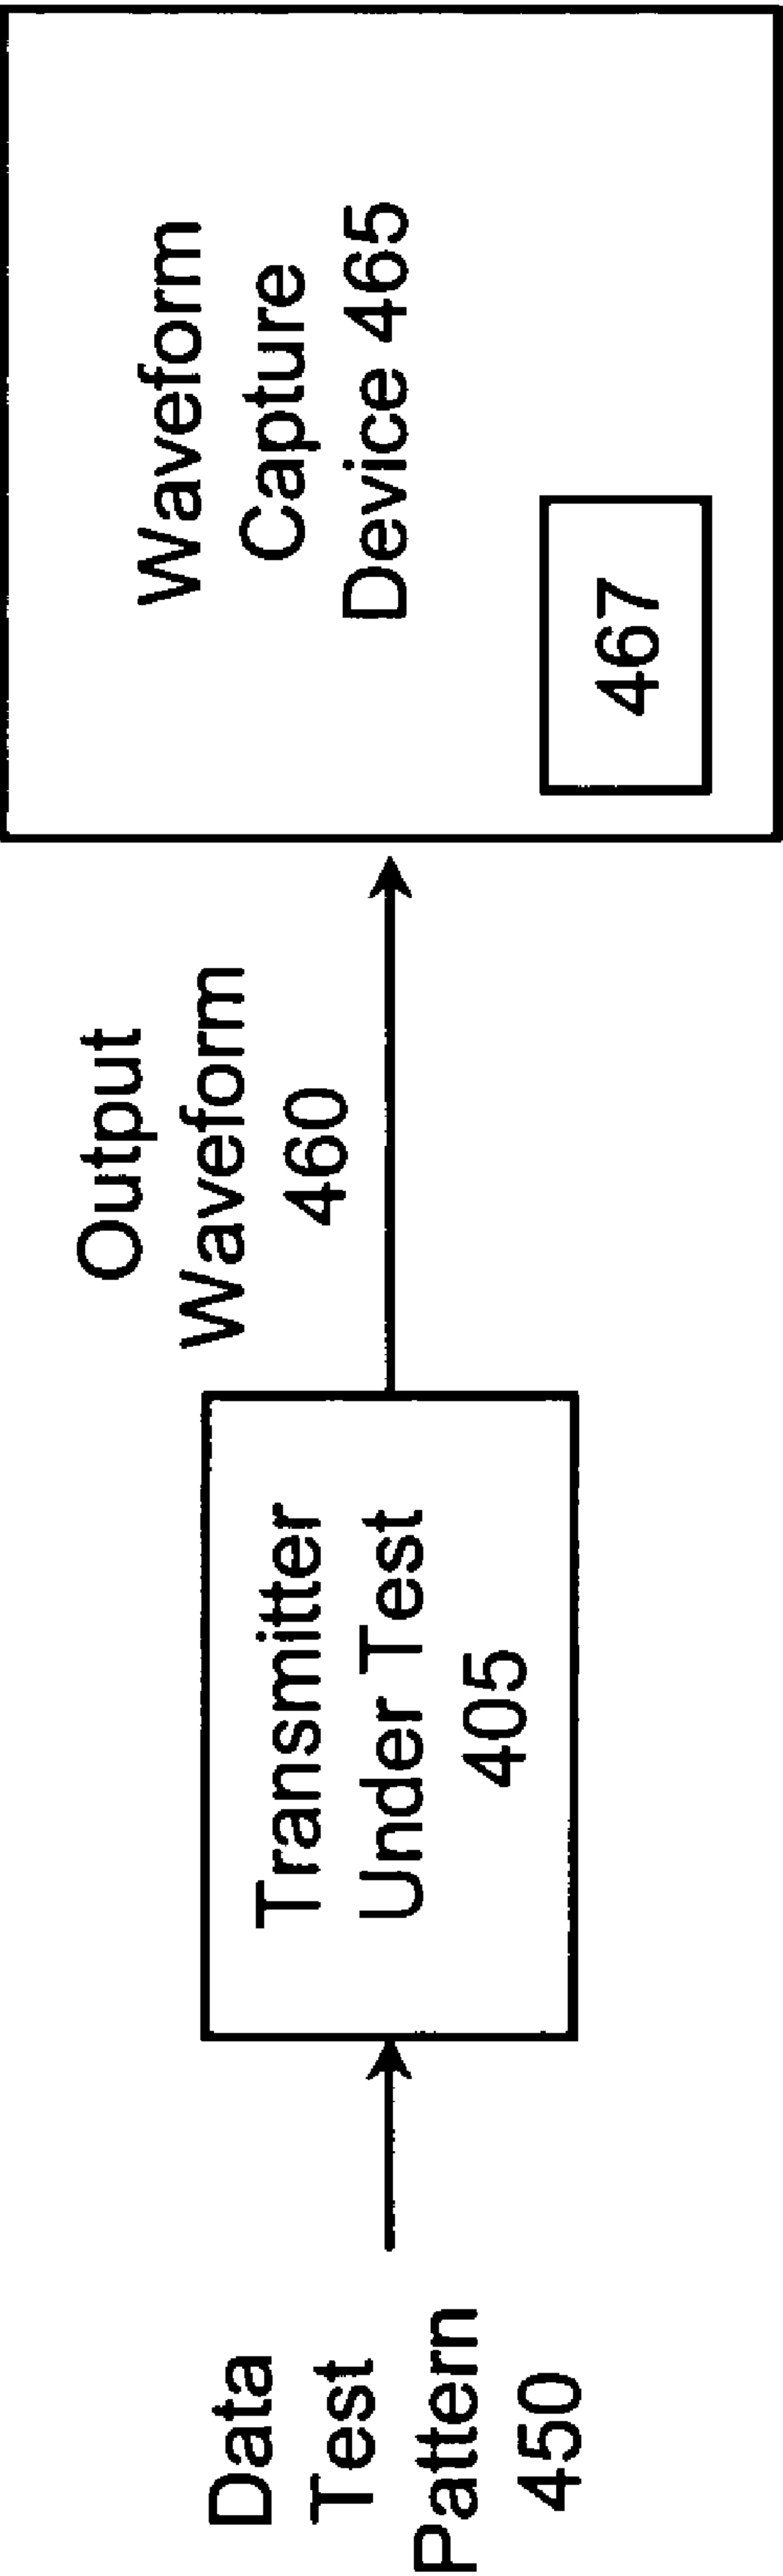 Data
Test
Pattern
450
Transmitter
Under Test
405
Output
Waveform
460
Waveform
Capture
Device 465
467